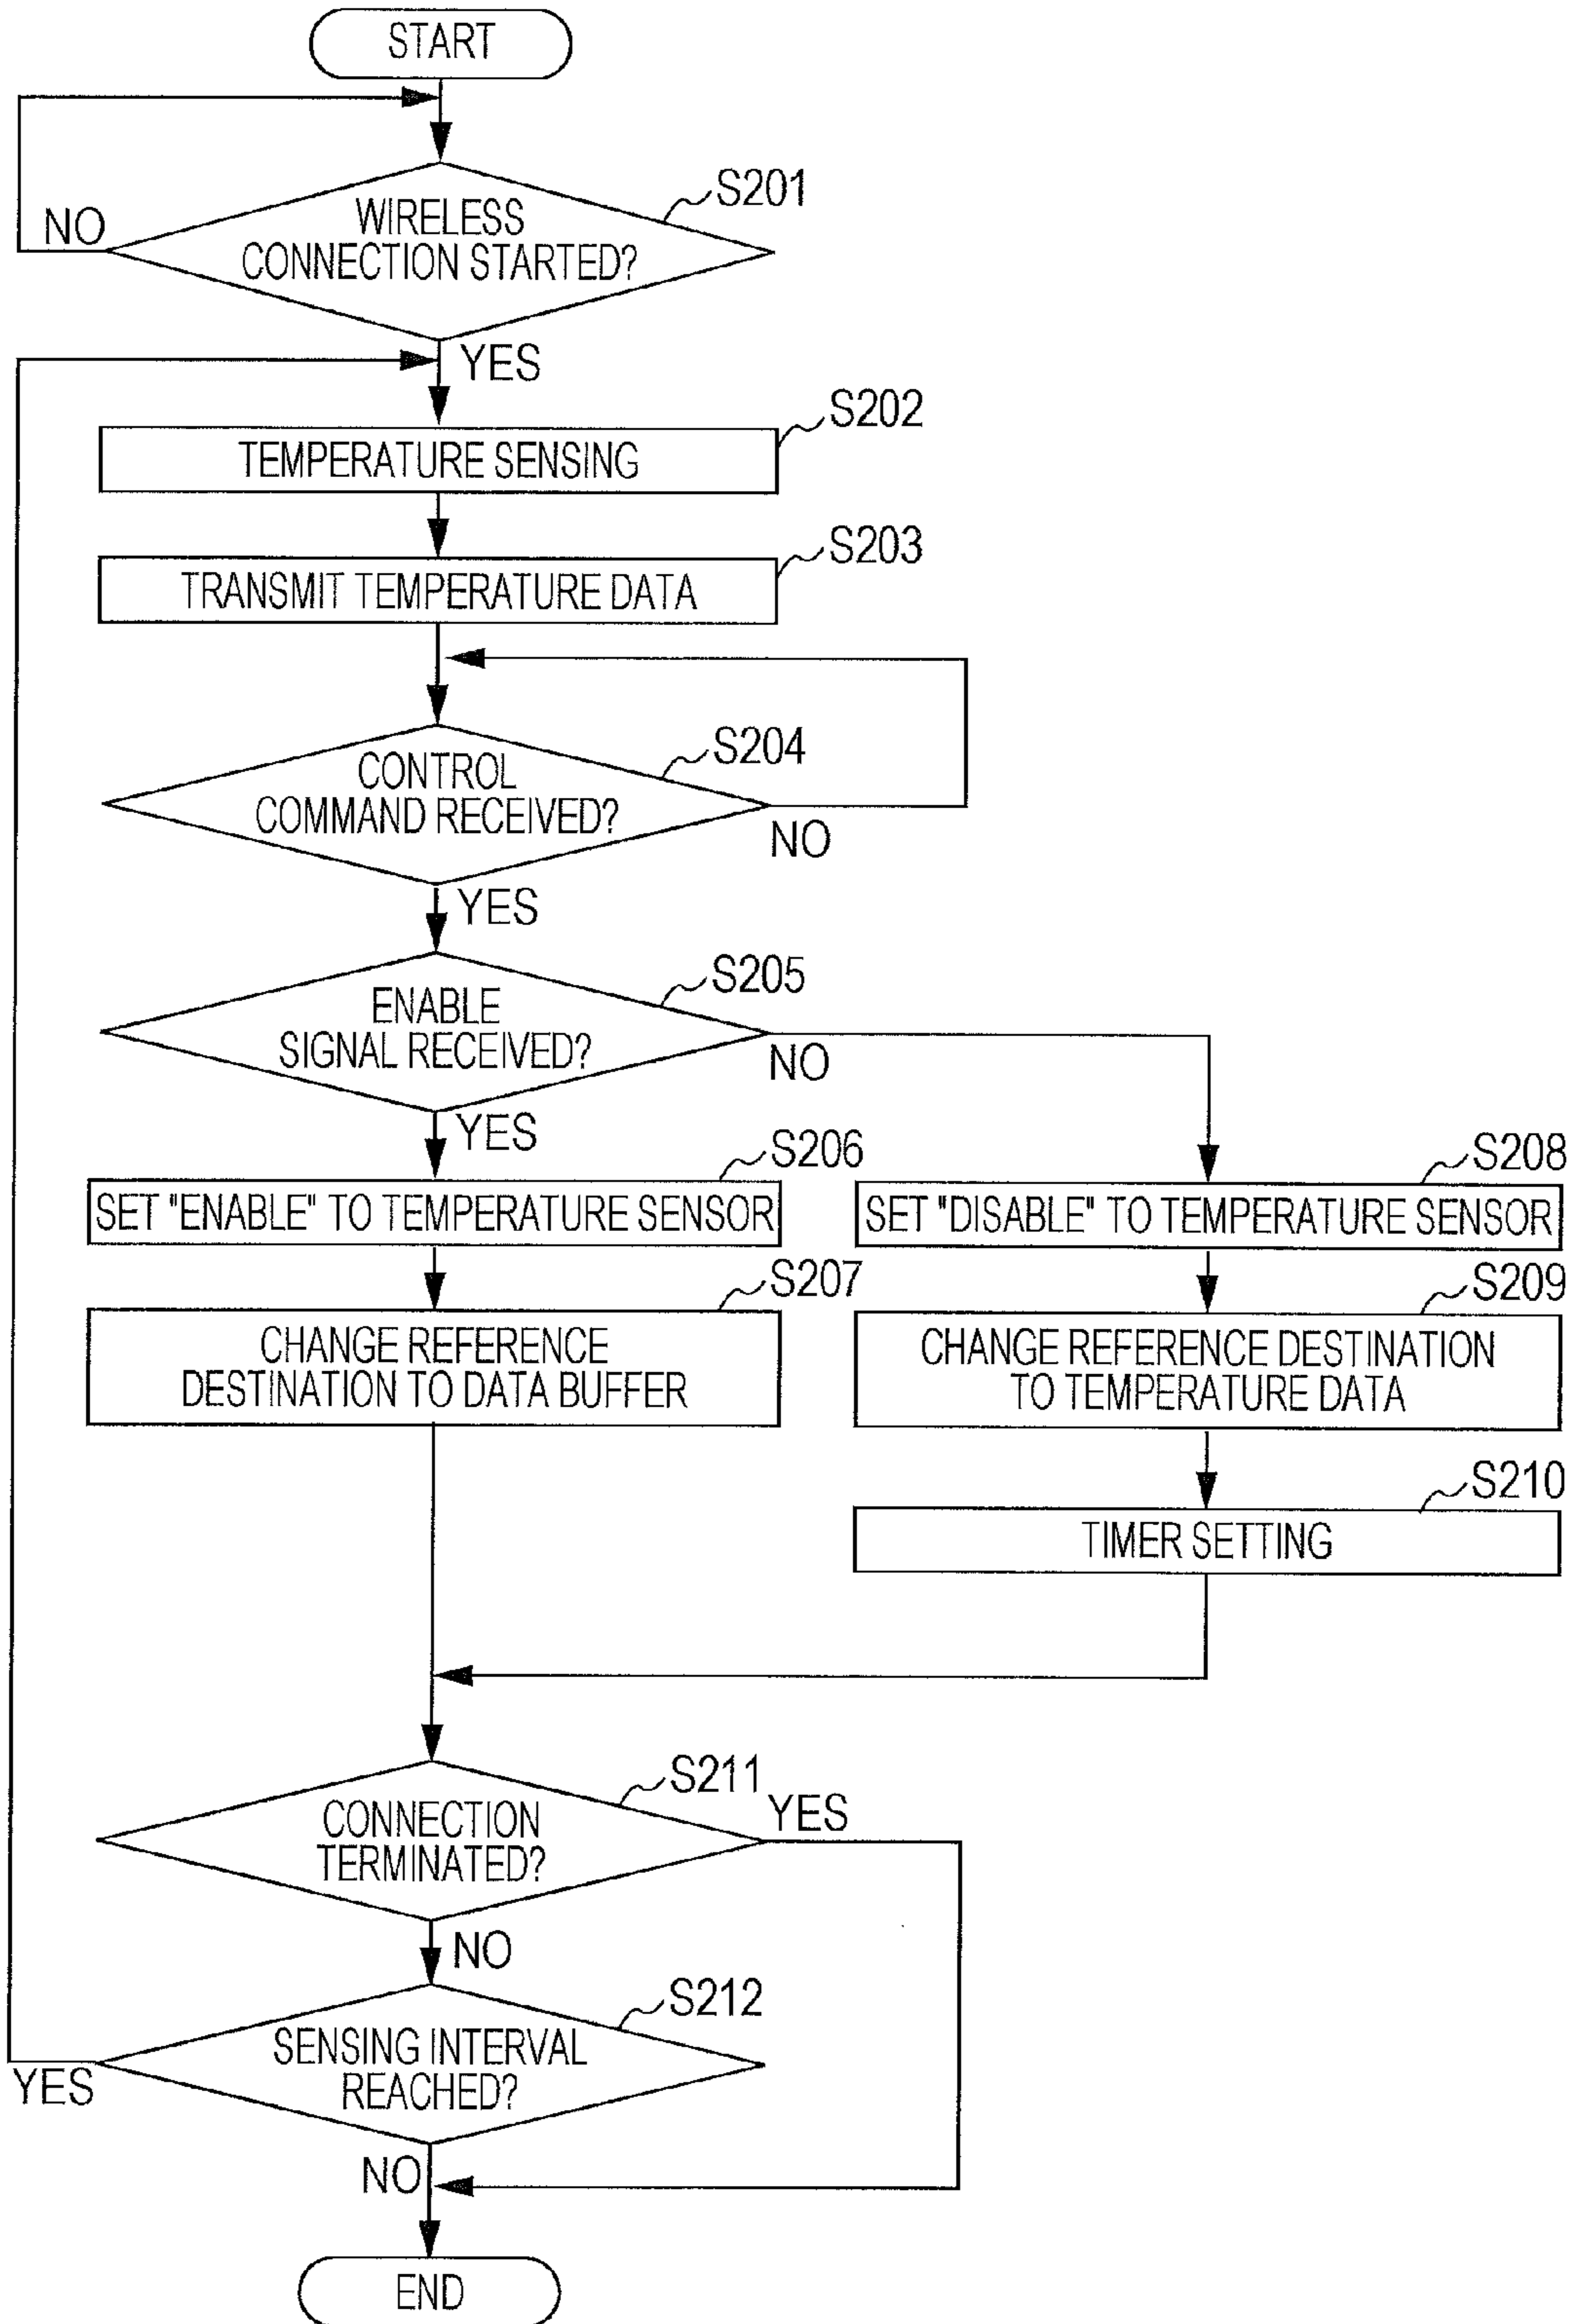 START
S201
WIRELESS
CONNECTION STARTED?
NO
YES
S202
TEMPERATURE SENSING
S203
TRANSMIT TEMPERATURE DATA
S204
CONTROL
COMMAND RECEIVED?
NO
YES
S205
ENABLE
SIGNAL RECEIVED?
NO
YES
S206
SET "ENABLE" TO TEMPERATURE SENSOR
S208
SET "DISABLE" TO TEMPERATURE SENSOR
S207
CHANGE REFERENCE
DESTINATION TO DATA BUFFER
S209
CHANGE REFERENCE DESTINATION
TO TEMPERATURE DATA
S210
TIMER SETTING
S211
CONNECTION
TERMINATED?
YES
NO
S212
SENSING INTERVAL
REACHED?
YES
NO
END